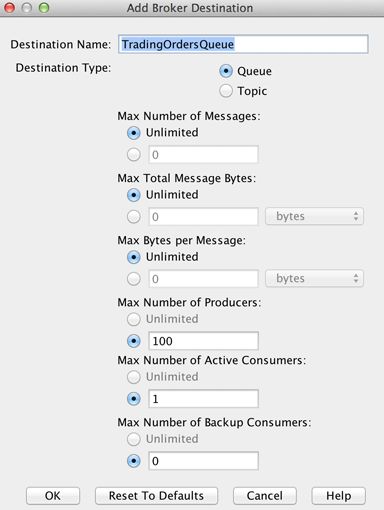 Add Broker Destination
Destination Name: TradingOrdersQueue
Destination Type: Queue
Topic
Max Number of Messages:
Unlimited
0
Max Total Message Bytes:
Unlimited
0 bytes
Max Bytes per Message:
Unlimited
0 bytes
Max Number of Producers:
Unlimited
100
Max Number of Active Consumers:
Unlimited
1
Max Number of Backup Consumers:
Unlimited
0
OK Reset To Defaults Cancel Help